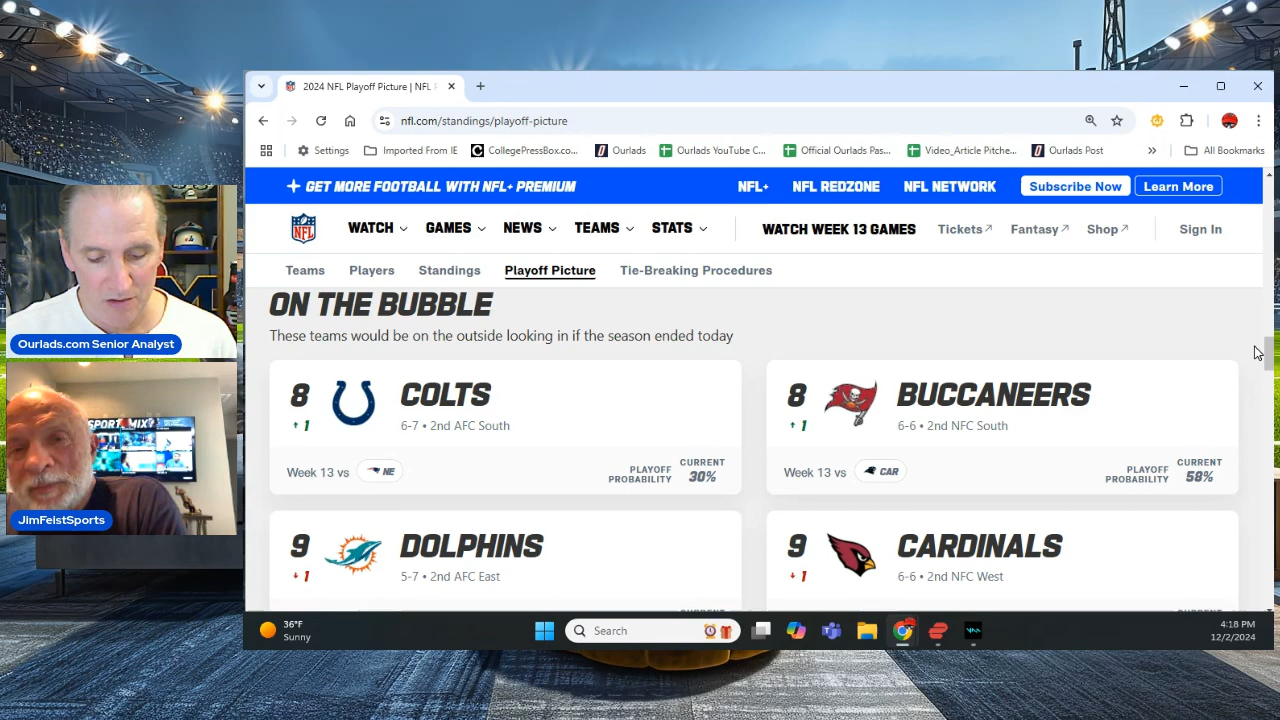 2024 NFL Playoff Picture | NFL
nfl.com/standings/playoff-picture
Settings
Imported From IE
CollegePressBox.co...
Ourlads
Ourlads YouTube C...
Official Ourlads Pas...
Video_Article Pitche...
Ourlads Post
All Bookmarks
GET MORE FOOTBALL WITH NFL+ PREMIUM
NFL+
NFL REDZONE
NFL NETWORK
Subscribe Now
Learn More
NFL
WATCH
GAMES
NEWS
TEAMS
STATS
WATCH WEEK 13 GAMES
Tickets
Fantasy
Shop
Sign In
Teams
Players
Standings
Playoff Picture
Tie-Breaking Procedures
ON THE BUBBLE
These teams would be on the outside looking in if the season ended today
8
1
COLTS
6-7 • 2nd AFC South
Week 13 vs
NE
PLAYOFF
PROBABILITY
CURRENT
30%
8
1
BUCCANEERS
6-6 • 2nd NFC South
Week 13 vs
CAR
PLAYOFF
PROBABILITY
CURRENT
58%
9
1
DOLPHINS
5-7 • 2nd AFC East
9
1
CARDINALS
6-6 • 2nd NFC West
Ourlads.com Senior Analyst
JimFeistSports
36°F
Sunny
Search
4:18 PM
12/2/2024